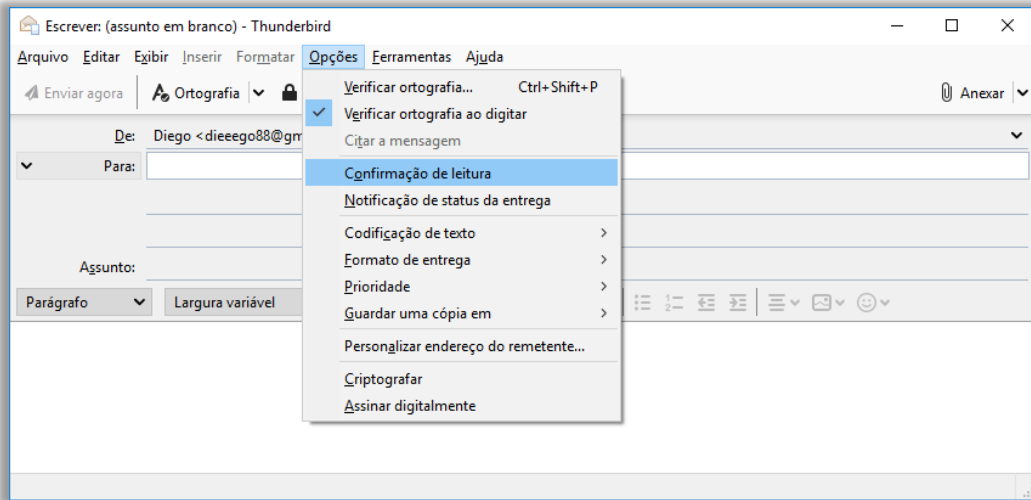 Escrever: (assunto em branco) - Thunderbird
Arquivo Editar Exibir Inserir Formatar Opções Ferramentas Ajuda
Enviar agora Ortografia Anexar
Verificar ortografia... Ctrl+Shift+P
Verificar ortografia ao digitar
De: Diego <dieeego88@gm
Citar a mensagem
Para:
Confirmação de leitura
Notificação de status da entrega
Codificação de texto
Assunto:
Formato de entrega
Prioridade
Parágrafo Largura variável
Guardar uma cópia em
Personalizar endereço do remetente...
Criptografar
Assinar digitalmente